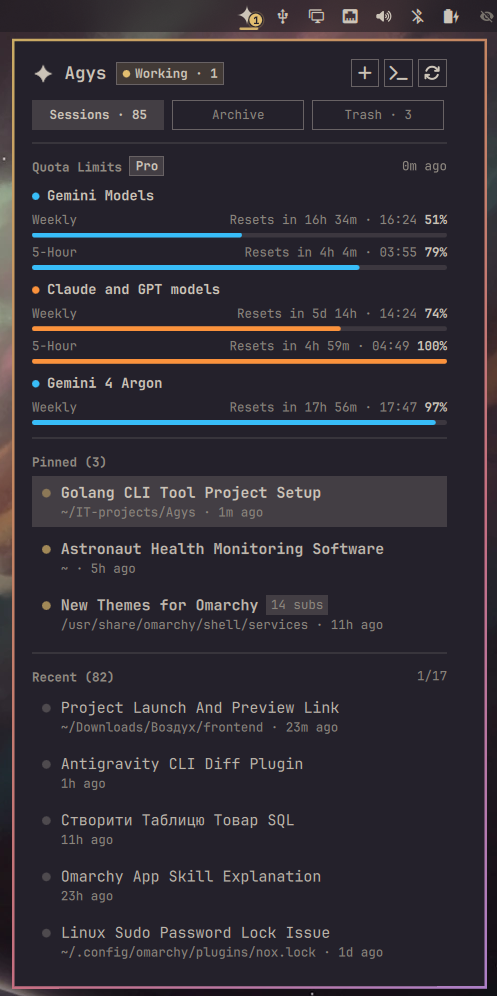 1
Agys Working · 1
Sessions · 85 Archive Trash · 3
Quota Limits Pro 0m ago
Gemini Models
Weekly Resets in 16h 34m · 16:24 51%
5-Hour Resets in 4h 4m · 03:55 79%
Claude and GPT models
Weekly Resets in 5d 14h · 14:24 74%
5-Hour Resets in 4h 59m · 04:49 100%
Gemini 4 Argon
Weekly Resets in 17h 56m · 17:47 97%
Pinned (3)
Golang CLI Tool Project Setup
~/IT-projects/Agys · 1m ago
Astronaut Health Monitoring Software
~ · 5h ago
New Themes for Omarchy 14 subs
/usr/share/omarchy/shell/services · 11h ago
Recent (82) 1/17
Project Launch And Preview Link
~/Downloads/Воздух/frontend · 23m ago
Antigravity CLI Diff Plugin
1h ago
Створити Таблицю Товар SQL
11h ago
Omarchy App Skill Explanation
23h ago
Linux Sudo Password Lock Issue
~/.config/omarchy/plugins/nox.lock · 1d ago